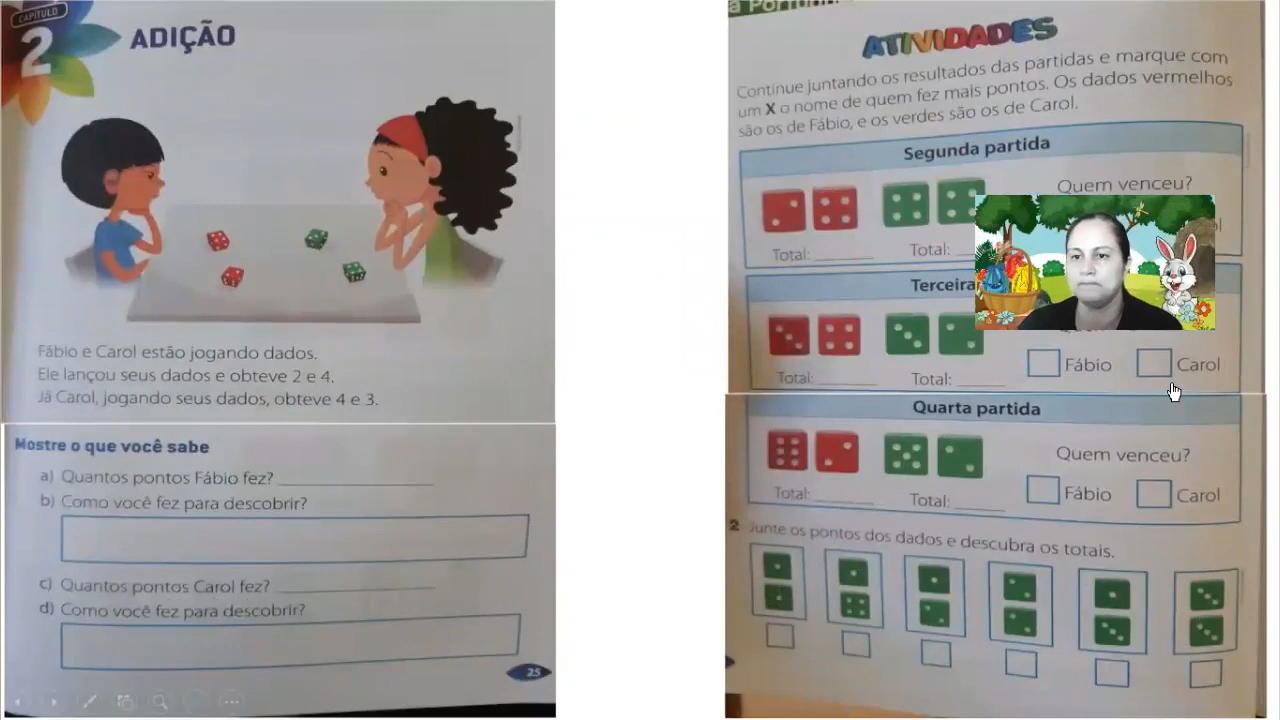 CAPÍTULO
2
ADIÇÃO
Fábio e Carol estão jogando dados.
Ele lançou seus dados e obteve 2 e 4.
Já Carol, jogando seus dados, obteve 4 e 3.
Mostre o que você sabe
a) Quantos pontos Fábio fez?
b) Como você fez para descobrir?
c) Quantos pontos Carol fez?
d) Como você fez para descobrir?
25
ATIVIDADES
Continue juntando os resultados das partidas e marque com
um X o nome de quem fez mais pontos. Os dados vermelhos
são os de Fábio, e os verdes são os de Carol.
Segunda partida
Quem venceu?
Total: Total:
Terceira
Total: Total:
Fábio Carol
Quarta partida
Quem venceu?
Total: Total:
Fábio Carol
2 Junte os pontos dos dados e descubra os totais.